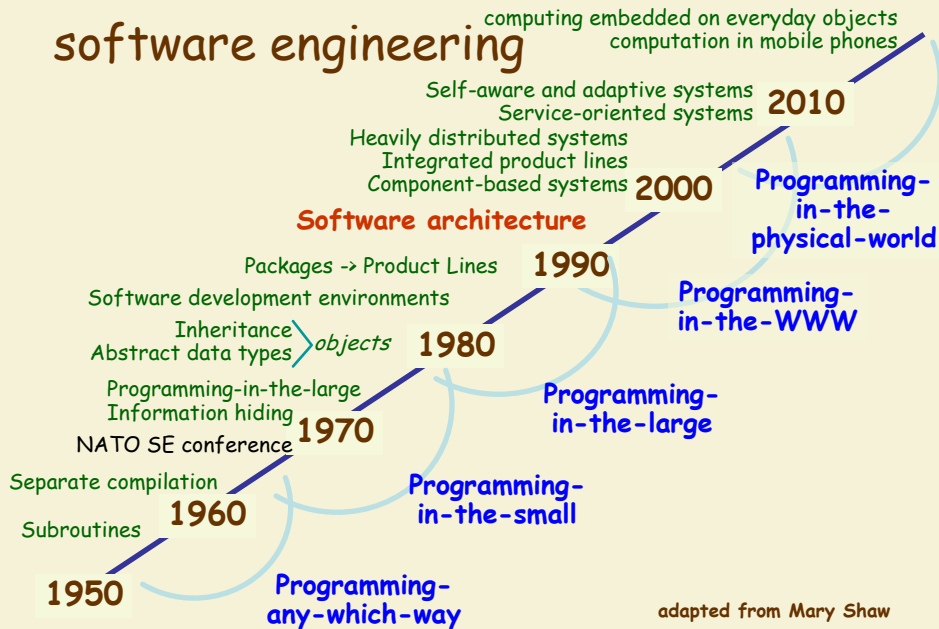 computing embedded on everyday objects
software engineering
computation in mobile phones
Self-aware and adaptive systems
2010
Service-oriented systems
Heavily distributed systems
Integrated product lines
Component-based systems
2000
Programming-
in-the-
physical-world
Software architecture
Packages -> Product Lines
1990
Software development environments
Programming-
in-the-WWW
Inheritance
Abstract data types
objects
1980
Programming-in-the-large
Information hiding
Programming-
in-the-large
NATO SE conference
1970
Separate compilation
Programming-
in-the-small
1960
Subroutines
1950
Programming-
any-which-way
adapted from Mary Shaw